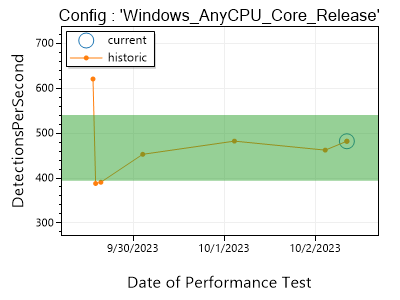 Config : 'Windows_AnyCPU_Core_Release'
current
historic
700
600
500
400
300
DetectionsPerSecond
9/30/2023
10/1/2023
10/2/2023
Date of Performance Test